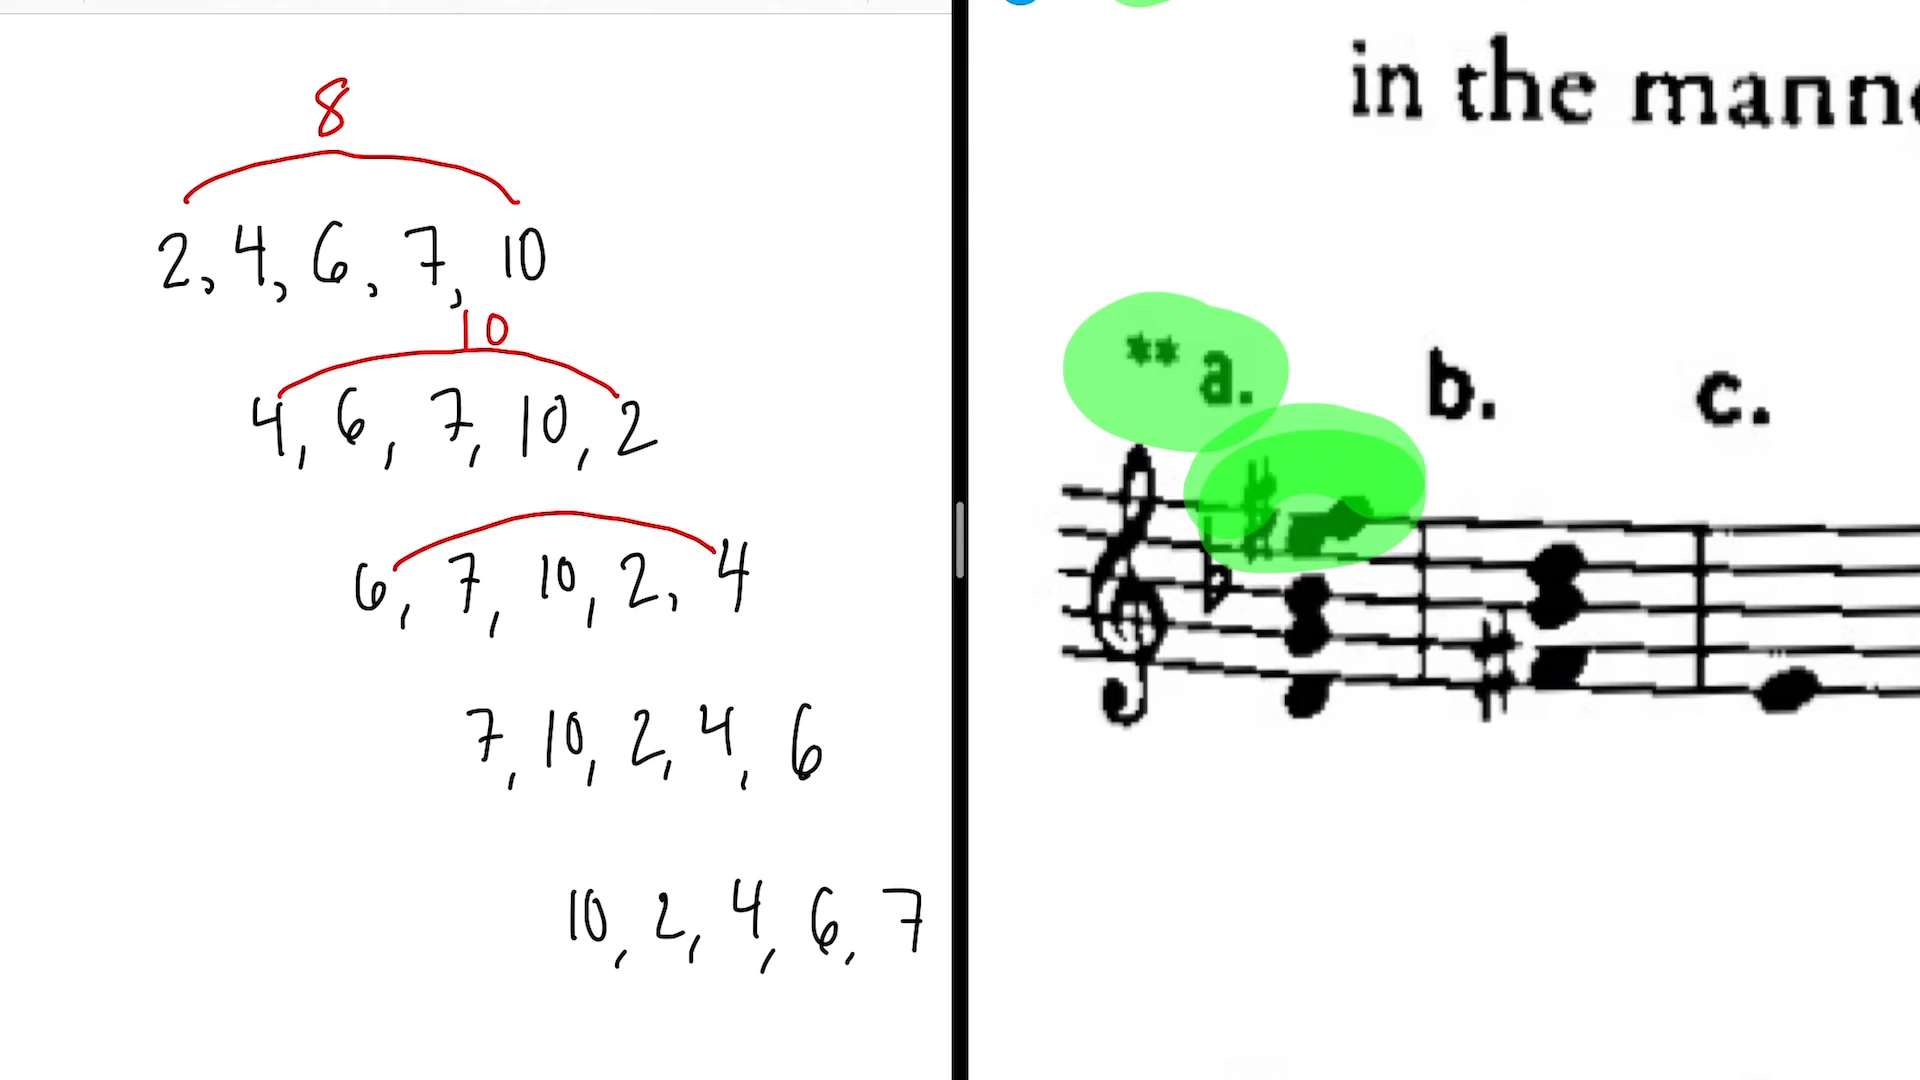 8
2, 4, 6, 7, 10
10
4, 6, 7, 10, 2
6, 7, 10, 2, 4
7, 10, 2, 4, 6
10, 2, 4, 6, 7
in the manne
** a. b. c.